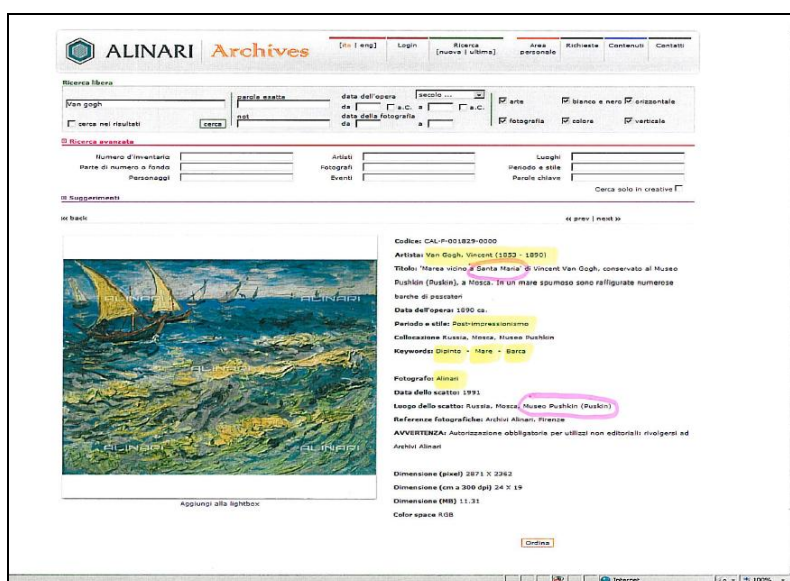 ALINARI Archives
[ita | eng] Login Ricerca [nuova | ultima] Area personale Richieste Contenuti Contatti
Ricerca libera
Van gogh
cerca nei risultati
cerca
parole esatte
not
data dell'opera secolo ...
da a.C. a a.C.
data della fotografia
da a
arte bianco e nero orizzontale
fotografia colore verticale
Ricerca avanzata
Numero d'inventario Artisti Luoghi
Parte di numero o fondo Fotografi Periodo e stile
Personaggi Eventi Parole chiave
Cerca solo in creative
Suggerimenti
‹‹ back
‹‹ prev | next ››
ALINARI
ALINARI
ALINARI
ALINARI
Aggiungi alla lightbox
Codice: CAL-F-001829-0000
Artista: Van Gogh, Vincent (1853 - 1890)
Titolo: 'Marea vicino a Santa Maria' di Vincent Van Gogh, conservato al Museo
Pushkin (Puskin), a Mosca. In un mare spumoso sono raffigurate numerose
barche di pescatori
Data dell'opera: 1890 ca.
Periodo e stile: Post-impressionismo
Collocazione Russia, Mosca, Museo Pushkin
Keywords: Dipinto - Mare - Barca
Fotografo: Alinari
Data dello scatto: 1991
Luogo dello scatto: Russia, Mosca, Museo Pushkin (Puskin)
Referenze fotografiche: Archivi Alinari, Firenze
AVVERTENZA: Autorizzazione obbligatoria per utilizzi non editoriali: rivolgersi ad
Archivi Alinari
Dimensione (pixel) 2871 X 2362
Dimensione (cm a 300 dpi) 24 X 19
Dimensione (MB) 11.31
Color space RGB
Ordina
Internet
100%